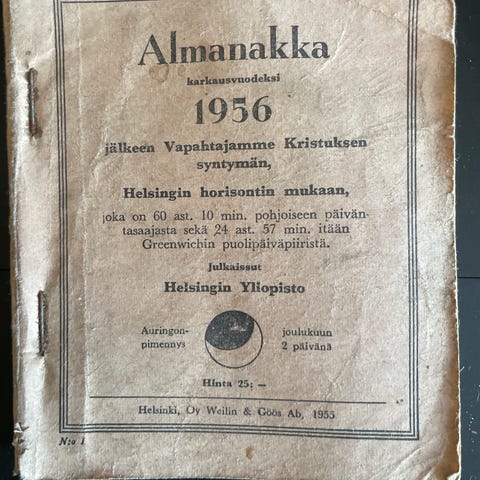 Almanakka
karkausvuodeksi
1956
jälkeen Vapahtajamme Kristuksen
syntymän,
Helsingin horisontin mukaan,
joka on 60 ast. 10 min. pohjoiseen päivän-
tasaajasta sekä 24 ast. 57 min. itään
Greenwichin puolipäiväpiiristä.
Julkaissut
Helsingin Yliopisto
Auringon-
pimennys
joulukuun
2 päivänä
Hinta 25: —
Helsinki, Oy Weilin & Göös Ab, 1955
N:o 1